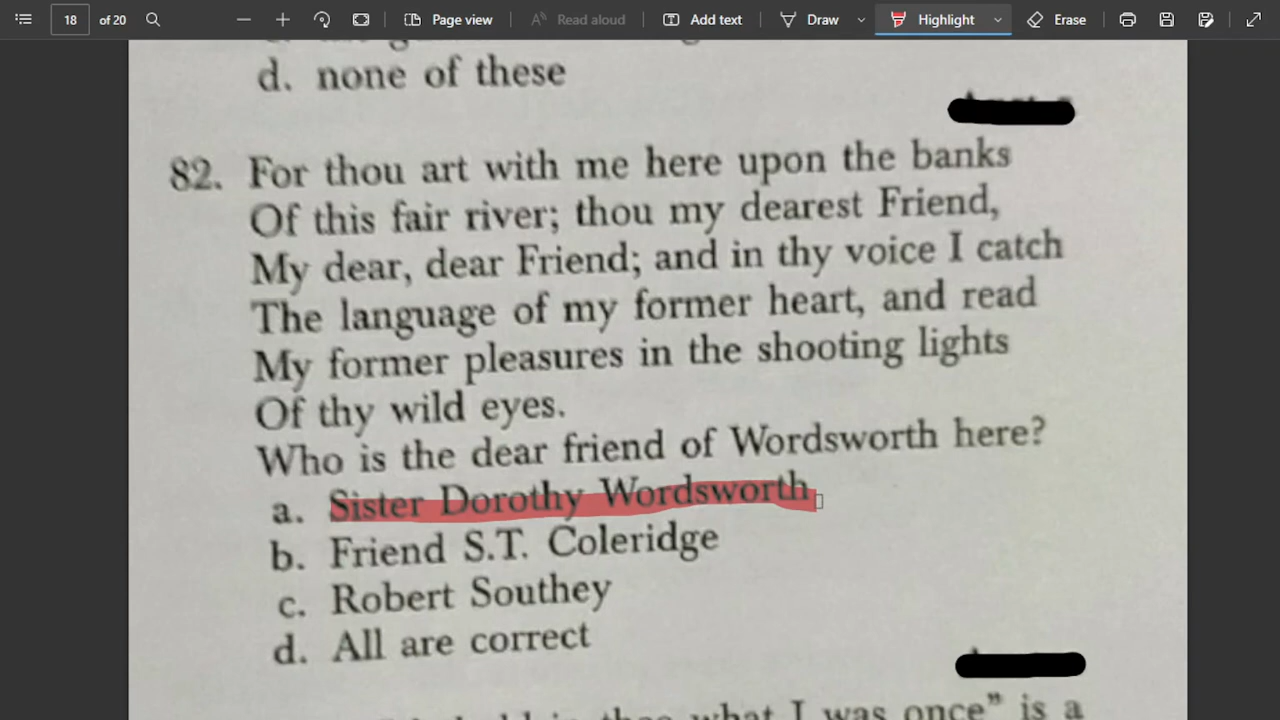 18 of 20 Page view Read aloud Add text Draw Highlight Erase
d. none of these
82. For thou art with me here upon the banks
Of this fair river; thou my dearest Friend,
My dear, dear Friend; and in thy voice I catch
The language of my former heart, and read
My former pleasures in the shooting lights
Of thy wild eyes.
Who is the dear friend of Wordsworth here?
a. Sister Dorothy Wordsworth
b. Friend S.T. Coleridge
c. Robert Southey
d. All are correct
what I was once" is a